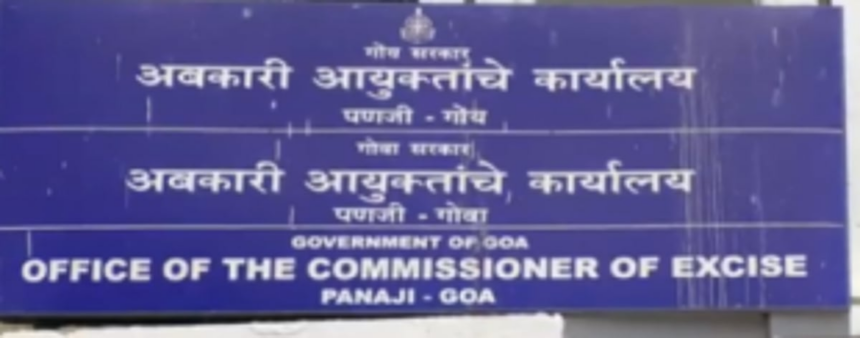 गोंय सरकार
अबकारी आयुक्तांचे कार्यालय
पणजी - गोंय
गोवा सरकार
अबकारी आयुक्तांचे कार्यालय
पणजी - गोवा
GOVERNMENT OF GOA
OFFICE OF THE COMMISSIONER OF EXCISE
PANAJI - GOA